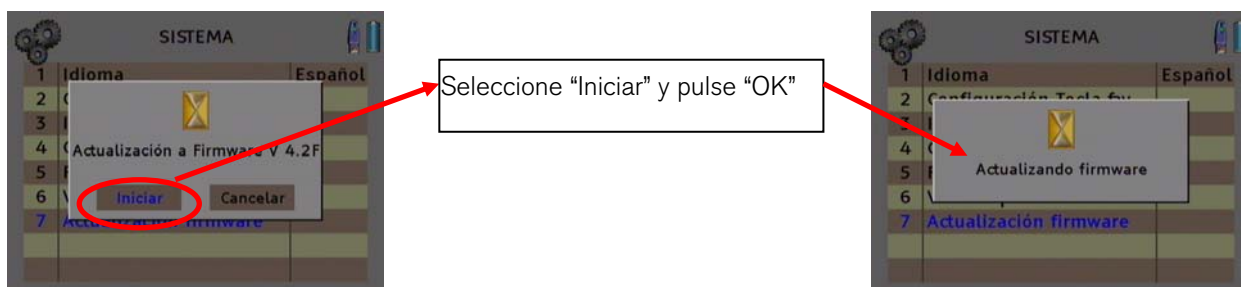 SISTEMA
1 Idioma Español
2
3
4 Actualización a Firmware V 4.2F
5
6 Iniciar Cancelar
7 Actualización firmware
Seleccione “Iniciar” y pulse “OK”
SISTEMA
1 Idioma Español
2 Configuración Tecla fav
3
4
5 Actualizando firmware
6
7 Actualización firmware